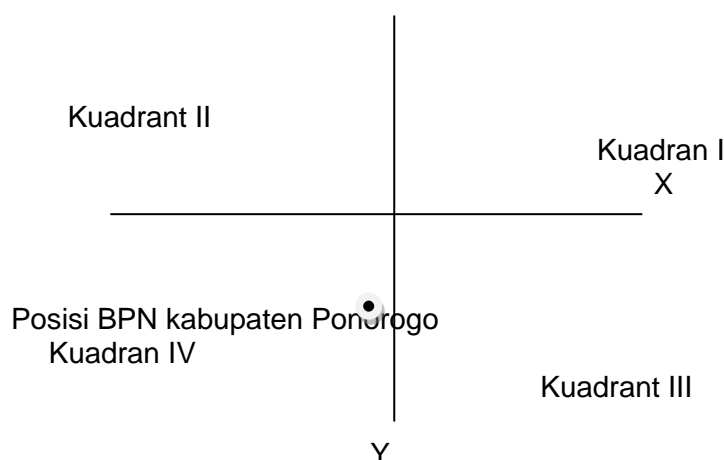 Kuadrant II
Kuadran I
X
Posisi BPN kabupaten Ponorogo
Kuadran IV
Kuadrant III
Y